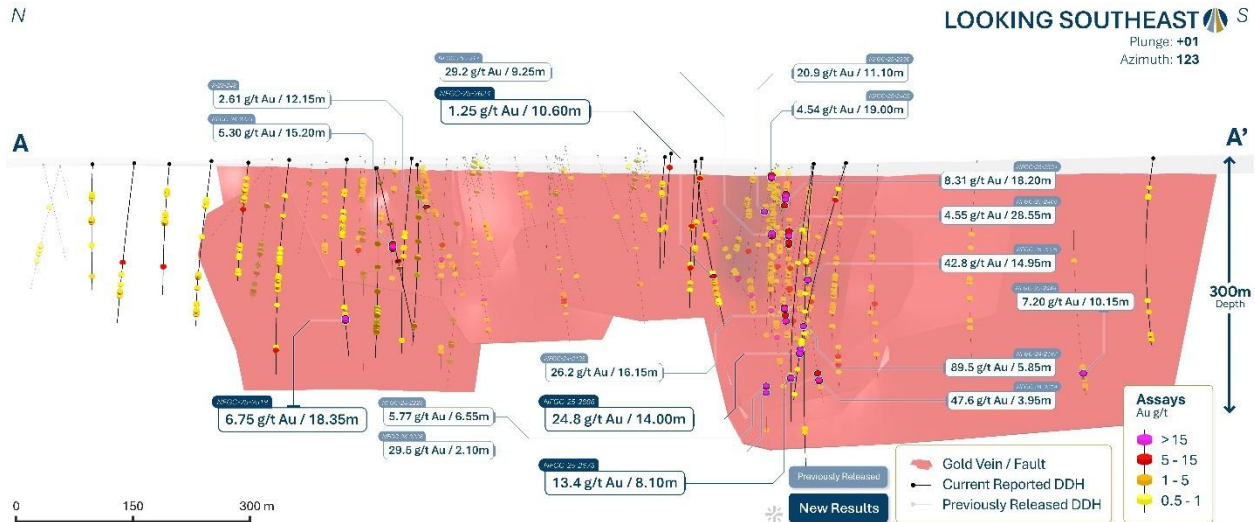 N
LOOKING SOUTHEAST
S
Plunge: +01
Azimuth: 123
29.2 g/t Au / 9.25m
20.9 g/t Au / 11.10m
2.61 g/t Au / 12.15m
1.25 g/t Au / 10.60m
4.54 g/t Au / 19.00m
5.30 g/t Au / 15.20m
A
A'
8.31 g/t Au / 18.20m
4.55 g/t Au / 28.55m
42.8 g/t Au / 14.95m
300m
Depth
7.20 g/t Au / 10.15m
26.2 g/t Au / 16.15m
89.5 g/t Au / 5.85m
6.75 g/t Au / 18.35m
5.77 g/t Au / 6.55m
24.8 g/t Au / 14.00m
47.6 g/t Au / 3.95m
29.5 g/t Au / 2.10m
13.4 g/t Au / 8.10m
Previously Released
New Results
Gold Vein / Fault
Current Reported DDH
Previously Released DDH
Assays
Au g/t
> 15
5 - 15
1 - 5
0.5 - 1
0
150
300 m